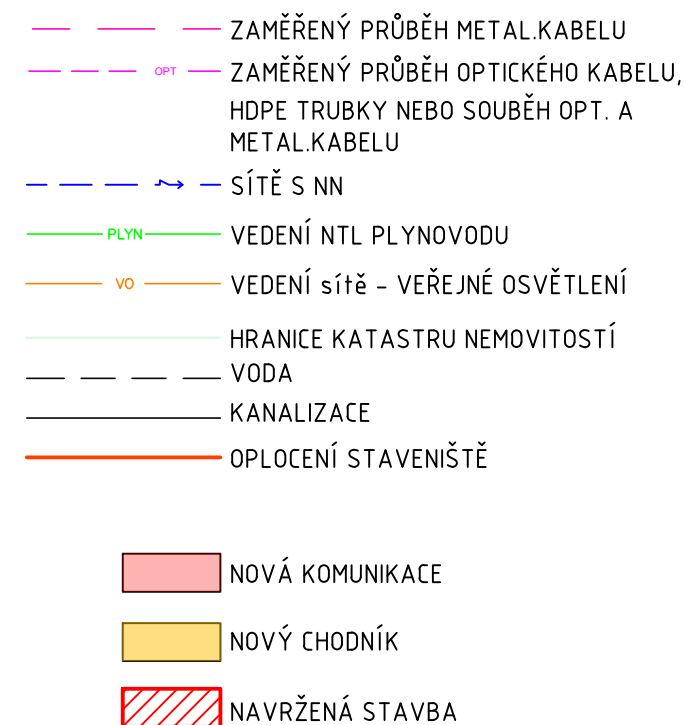 ZAMĚŘENÝ PRŮBĚH METAL.KABELU
OPT ZAMĚŘENÝ PRŮBĚH OPTICKÉHO KABELU,
HDPE TRUBKY NEBO SOUBĚH OPT. A
METAL.KABELU
SÍTĚ S NN
PLYN VEDENÍ NTL PLYNOVODU
VO VEDENÍ sítě - VEŘEJNÉ OSVĚTLENÍ
HRANICE KATASTRU NEMOVITOSTÍ
VODA
KANALIZACE
OPLOCENÍ STAVENIŠTĚ
NOVÁ KOMUNIKACE
NOVÝ CHODNÍK
NAVRŽENÁ STAVBA